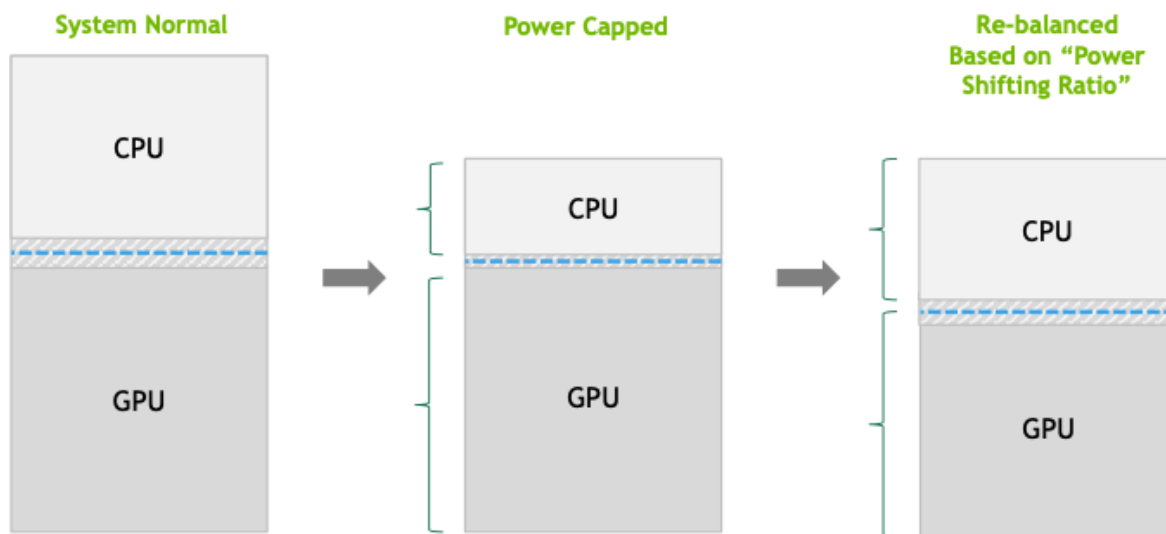 System Normal
Power Capped
Re-balanced
Based on “Power
Shifting Ratio”
CPU
CPU
CPU
GPU
GPU
GPU